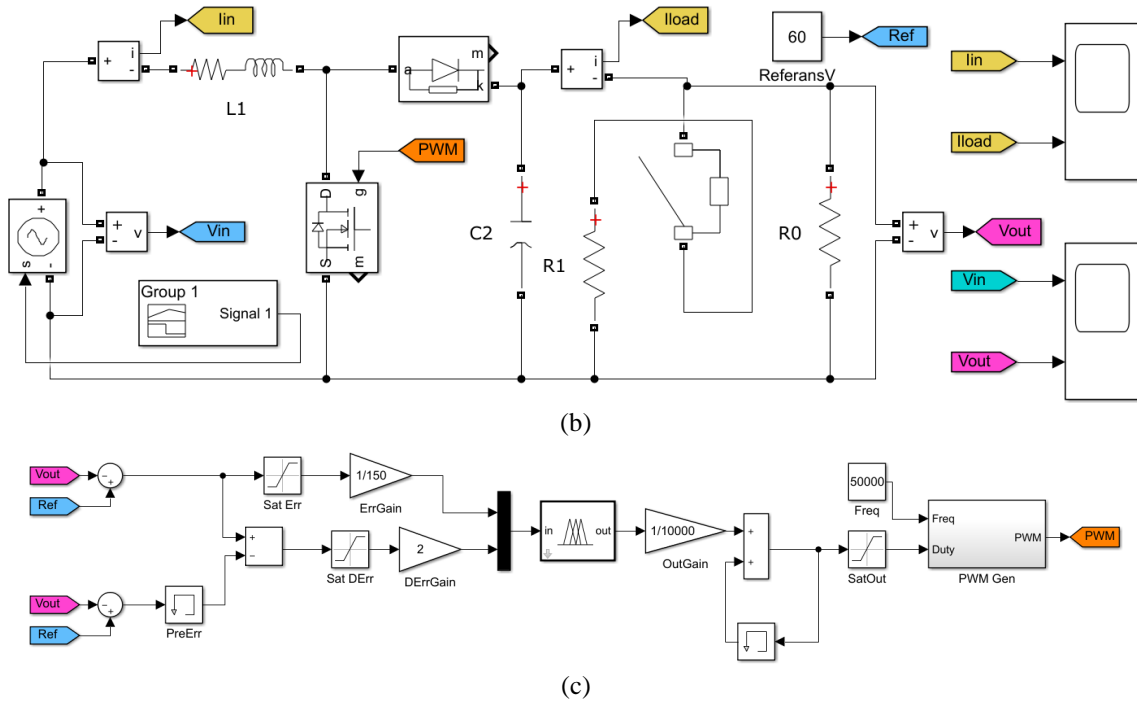 Iin
Iload
60
Ref
ReferansV
Iin
Iload
+
-
i
L1
a
m
k
+
-
i
PWM
D
g
S
m
+
-
s
+
-
v
Vin
Group 1
Signal 1
C2
R1
R0
+
-
v
Vout
Vin
Vout
(b)
Vout
Ref
Sat Err
1/150
ErrGain
+
−
Sat DErr
2
DErrGain
in
out
1/10000
OutGain
+
+
50000
Freq
SatOut
Freq
Duty
PWM
PWM Gen
PWM
Vout
Ref
PreErr
(c)